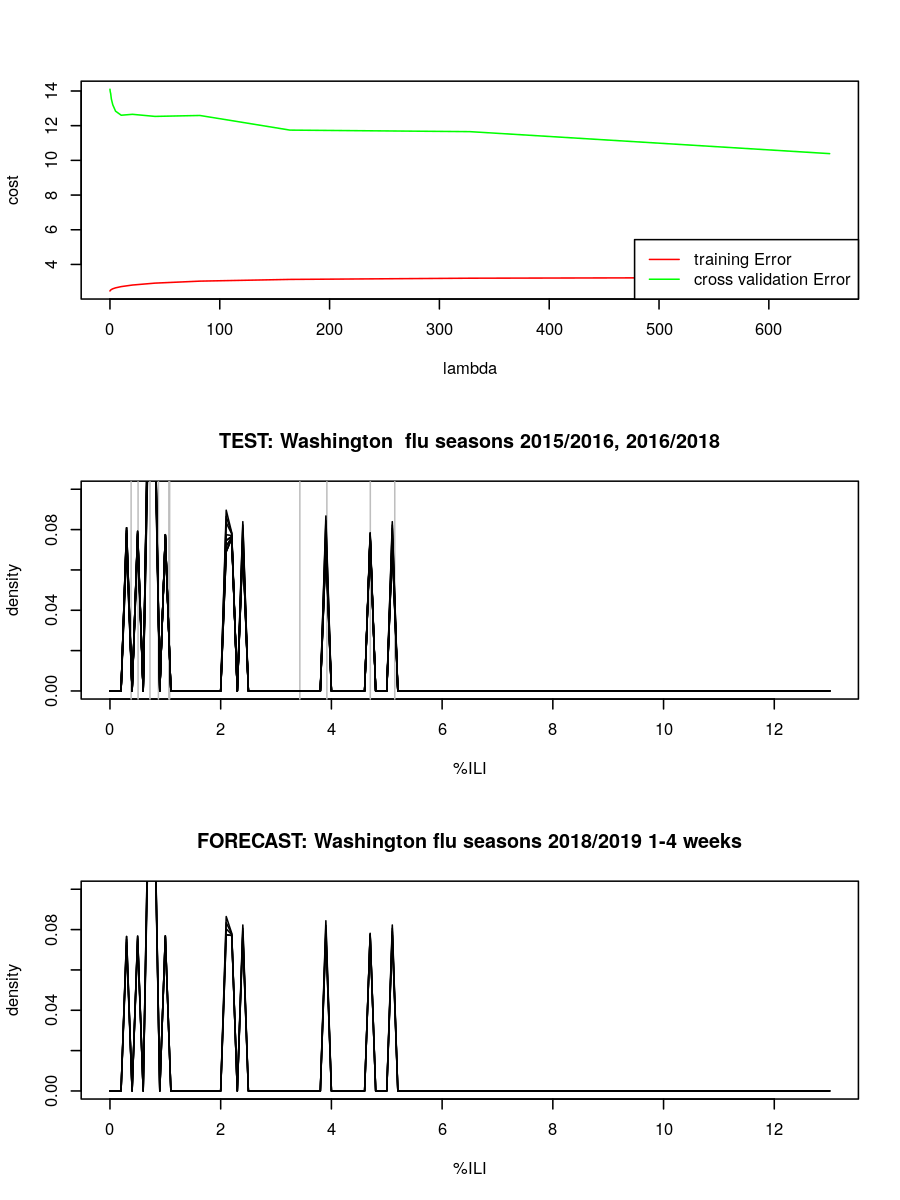 14
12
10
8
6
4
cost
training Error
cross validation Error
0 100 200 300 400 500 600
lambda
TEST: Washington  flu seasons 2015/2016, 2016/2018
0.08
0.04
0.00
density
0 2 4 6 8 10 12
%ILI
FORECAST: Washington flu seasons 2018/2019 1-4 weeks
0.08
0.04
0.00
density
0 2 4 6 8 10 12
%ILI